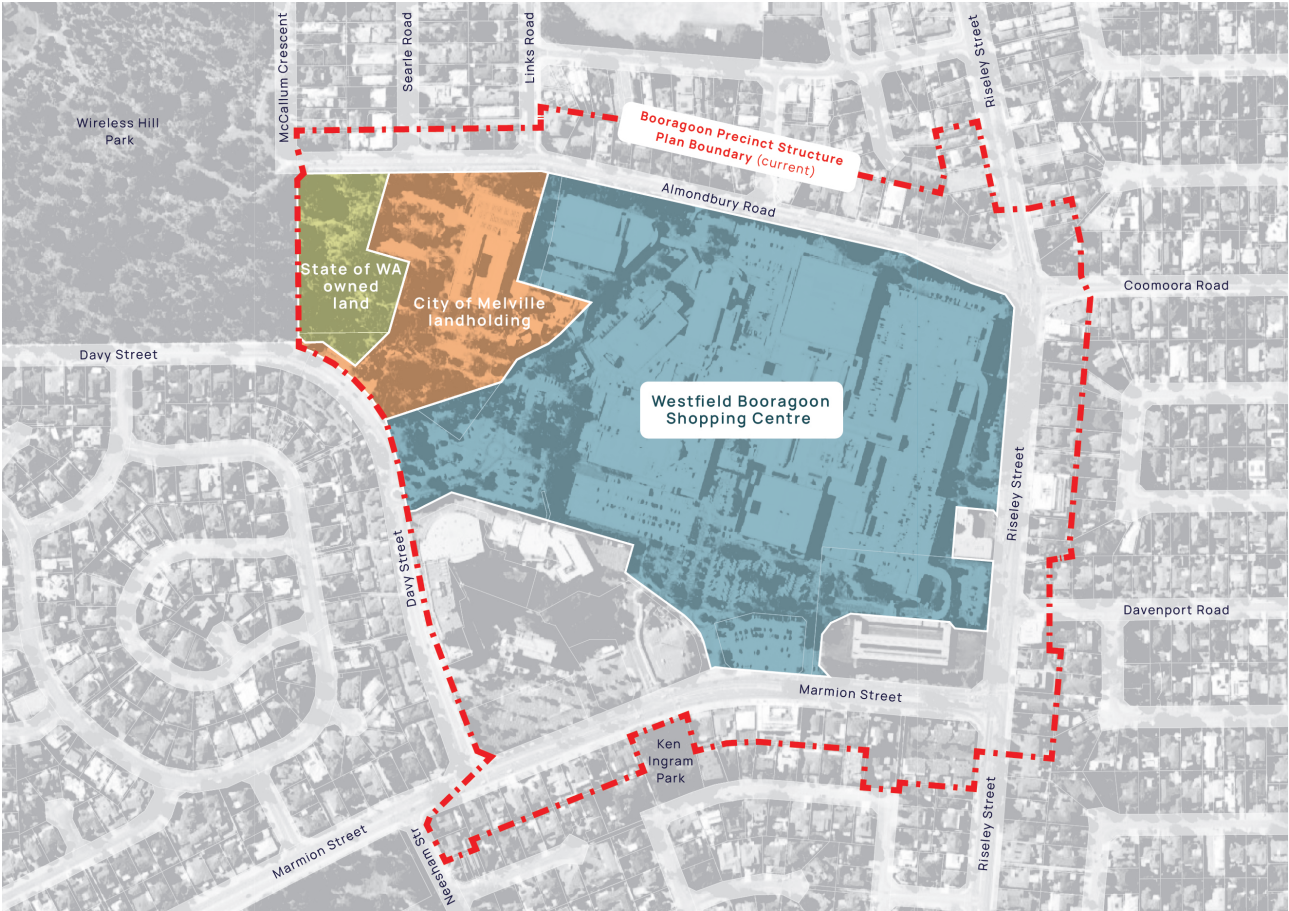 McCallum Crescent
Searle Road
Links Road
Riseley Street
Wireless Hill
Park
Booragoon Precinct Structure
Plan Boundary (current)
Almondbury Road
State of WA
owned
land
City of Melville
landholding
Coomoora Road
Davy Street
Westfield Booragoon
Shopping Centre
Riseley Street
Davy Street
Davenport Road
Marmion Street
Ken
Ingram
Park
Riseley Street
Marmion Street
Neesham Str